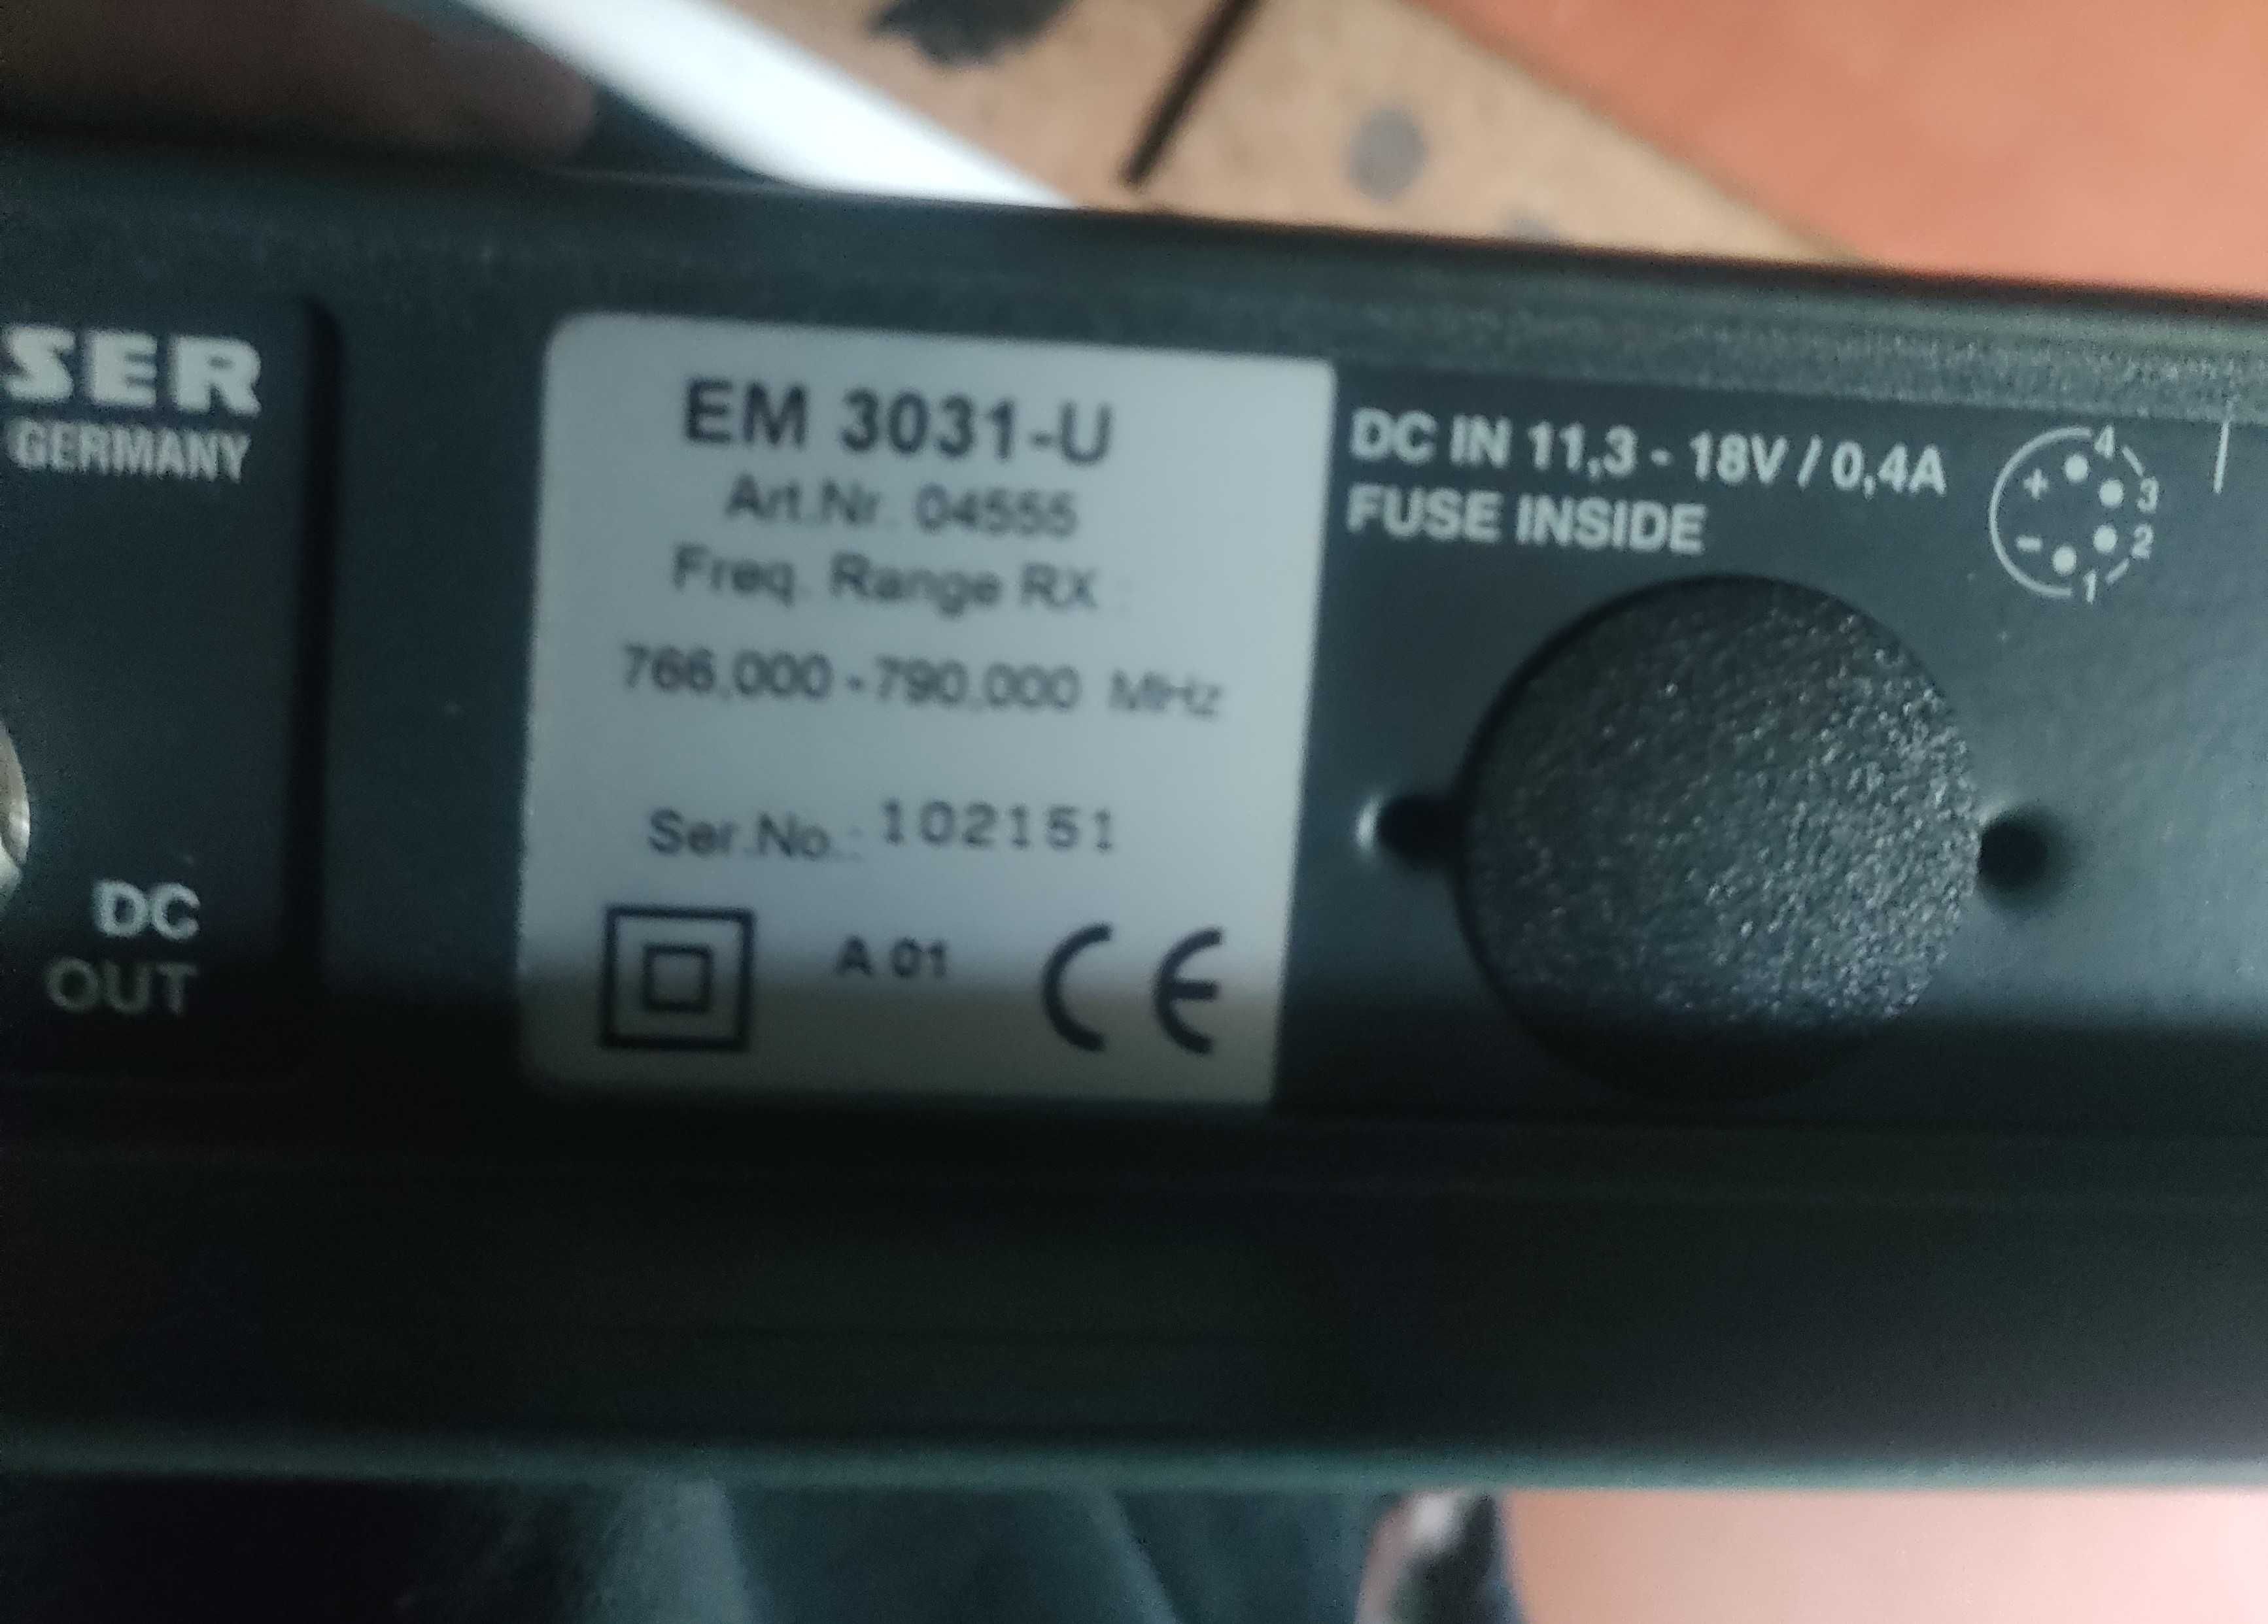 SER
GERMANY
DC
OUT
EM 3031-U
Art.Nr. 04555
Freq. Range RX :
766,000 - 790,000 MHz
Ser.No.: 102151
A 01
CE
DC IN 11,3 - 18V / 0,4A
FUSE INSIDE
+ 4
3
- 2
1